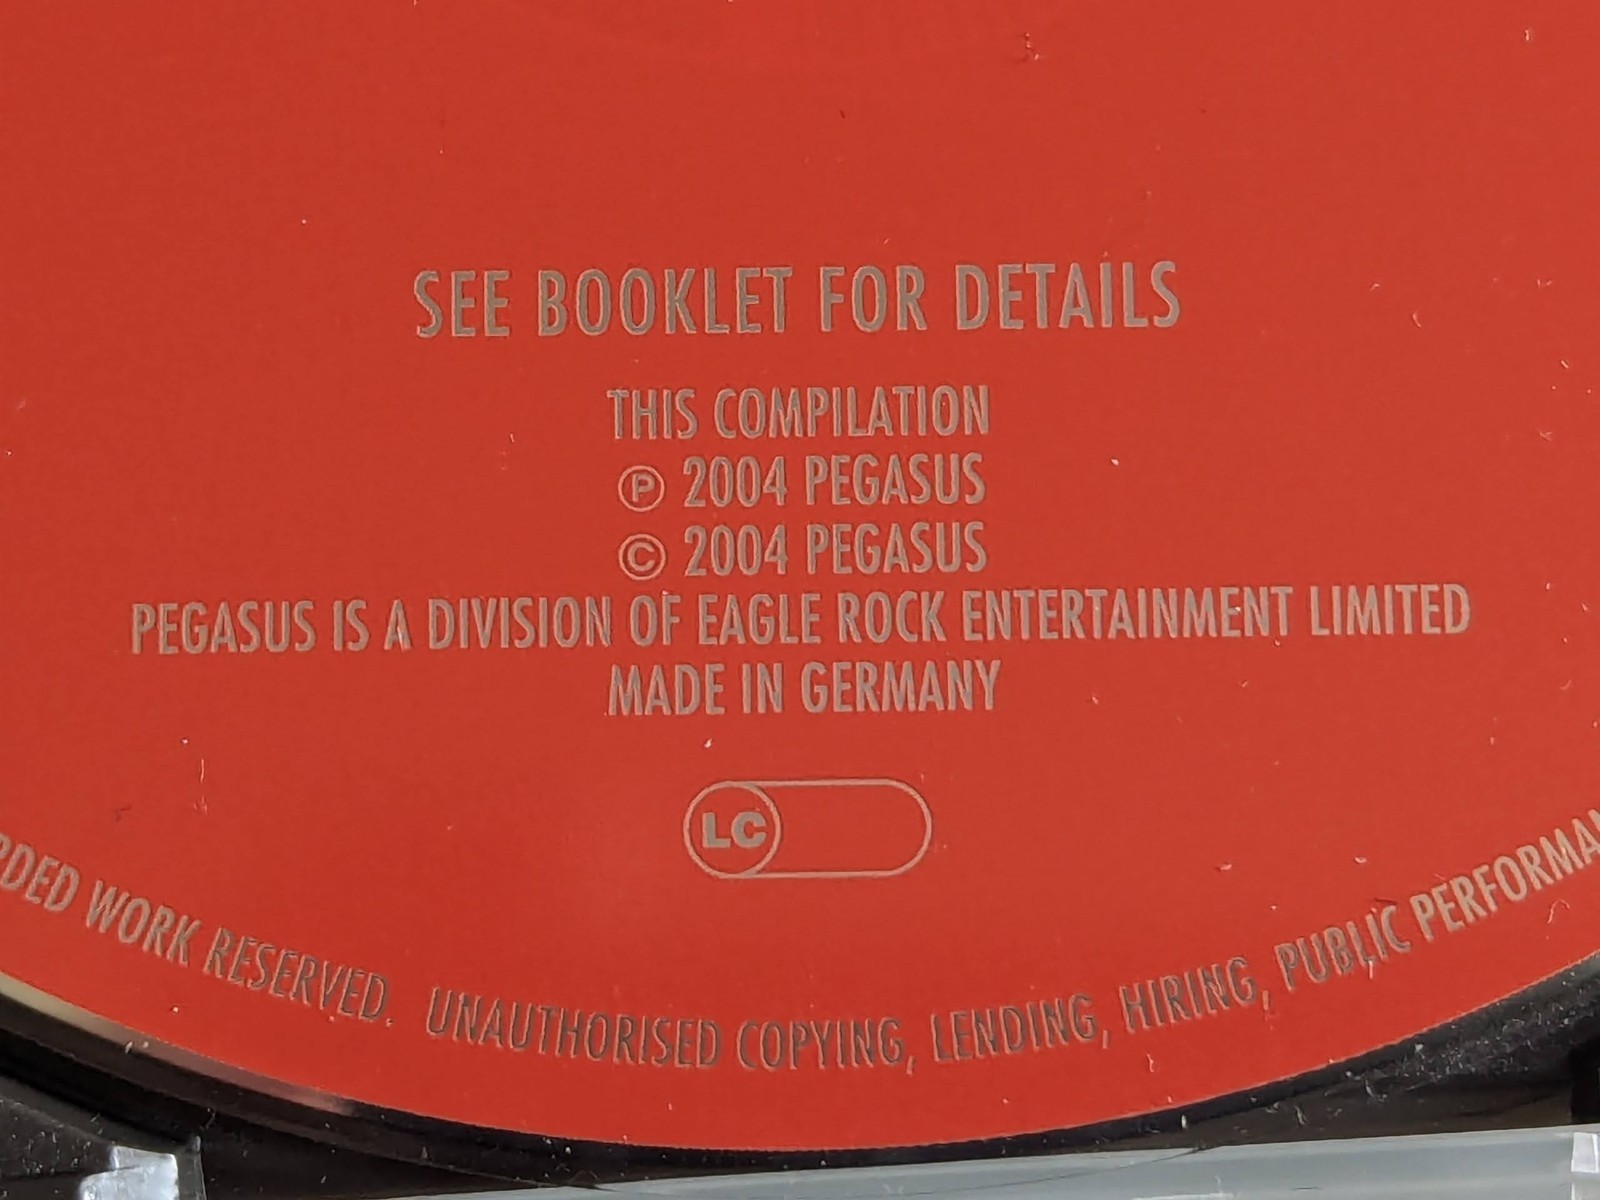 SEE BOOKLET FOR DETAILS
THIS COMPILATION
℗ 2004 PEGASUS
© 2004 PEGASUS
PEGASUS IS A DIVISION OF EAGLE ROCK ENTERTAINMENT LIMITED
MADE IN GERMANY
LC
WORK RESERVED. UNAUTHORISED COPYING, LENDING, HIRING, PUBLIC